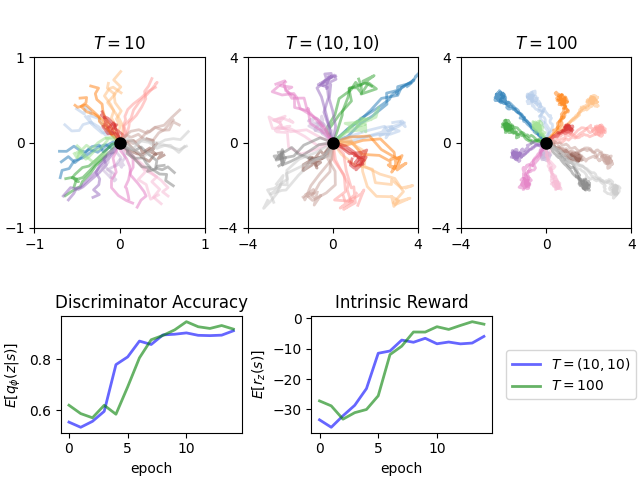 T = 10
T = (10, 10)
T = 100
1
0
−1
−1
0
1
4
0
−4
−4
0
4
4
0
−4
−4
0
4
Discriminator Accuracy
E[qϕ(z|s)]
0.8
0.6
0
5
10
epoch
Intrinsic Reward
E[rz(s)]
0
−10
−20
−30
0
5
10
epoch
T = (10, 10)
T = 100